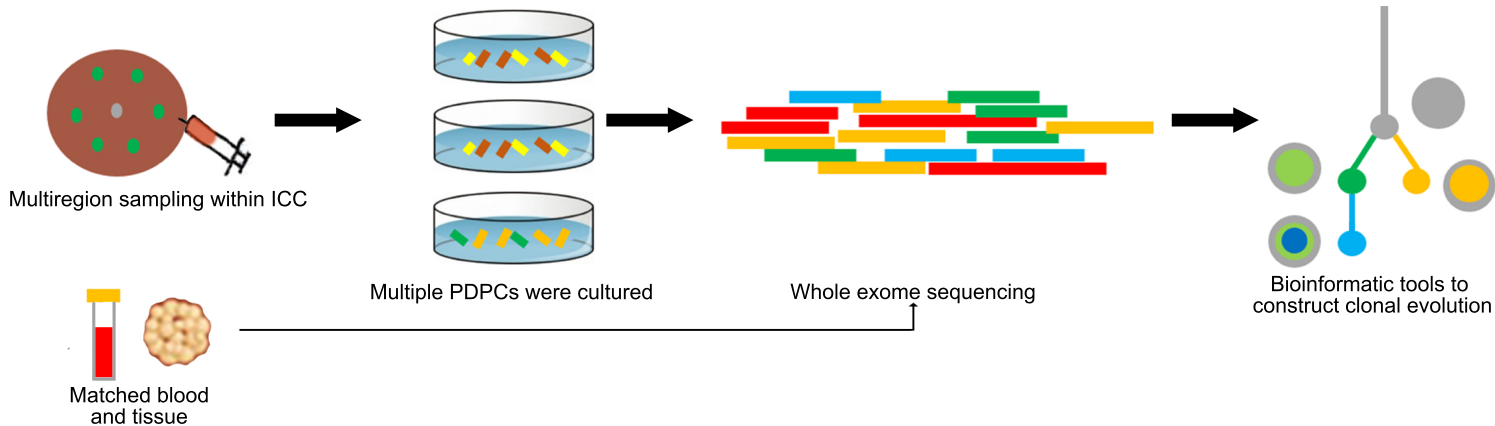 Multiregion sampling within ICC
Multiple PDPCs were cultured
Whole exome sequencing
Bioinformatic tools to
construct clonal evolution
Matched blood
and tissue